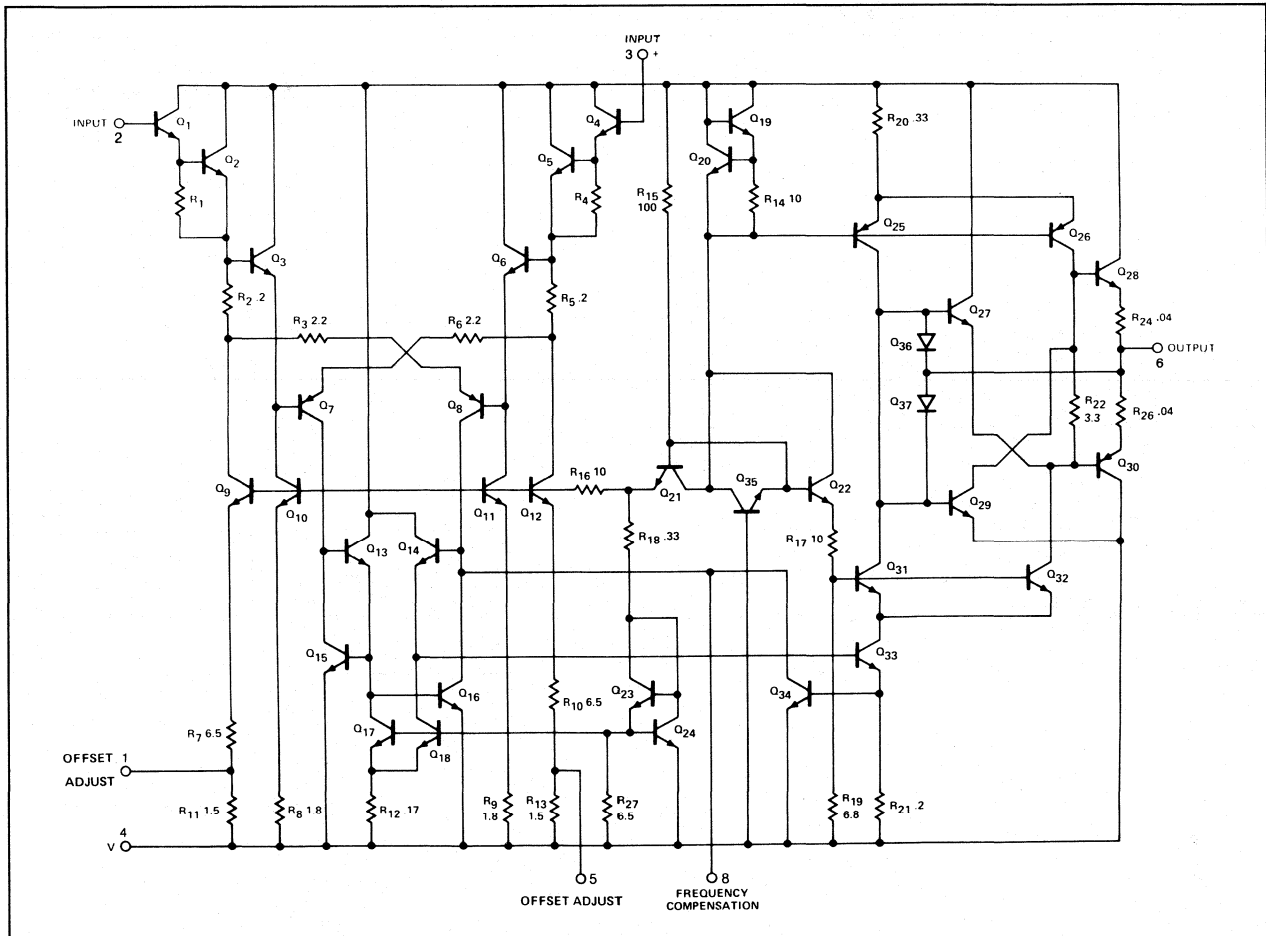 INPUT
3 +
INPUT
2
Q1
Q2
R1
Q3
R2 .2
R3 2.2
R6 2.2
Q4
Q5
R4
Q6
R5 .2
R15
100
Q19
Q20
R14 10
R20 .33
Q25
Q26
Q28
R24 .04
OUTPUT
6
Q27
Q36
Q37
R22
3.3
R26 .04
Q30
Q7
Q8
Q9
Q10
Q11
Q12
R16 10
Q21
Q35
Q22
Q29
R18 .33
R17 10
Q13
Q14
Q31
Q32
Q15
Q16
Q33
Q34
Q23
Q24
R10 6.5
Q17
Q18
R7 6.5
OFFSET 1
ADJUST
R11 1.5
R8 1.8
R12 17
R9
1.8
R13
1.5
R27
6.5
R19
6.8
R21 .2
4
V
5
OFFSET ADJUST
8
FREQUENCY
COMPENSATION